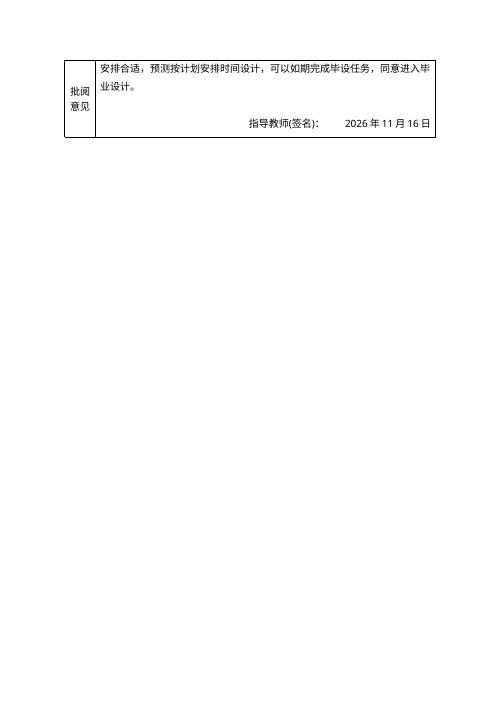 安排合适，预测按计划安排时间设计，可以如期完成毕设任务，同意进入毕
业设计。
批阅
意见
指导教师(签名)： 2026 年 11 月 16 日